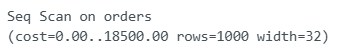 Seq Scan on orders
(cost=0.00..18500.00 rows=1000 width=32)